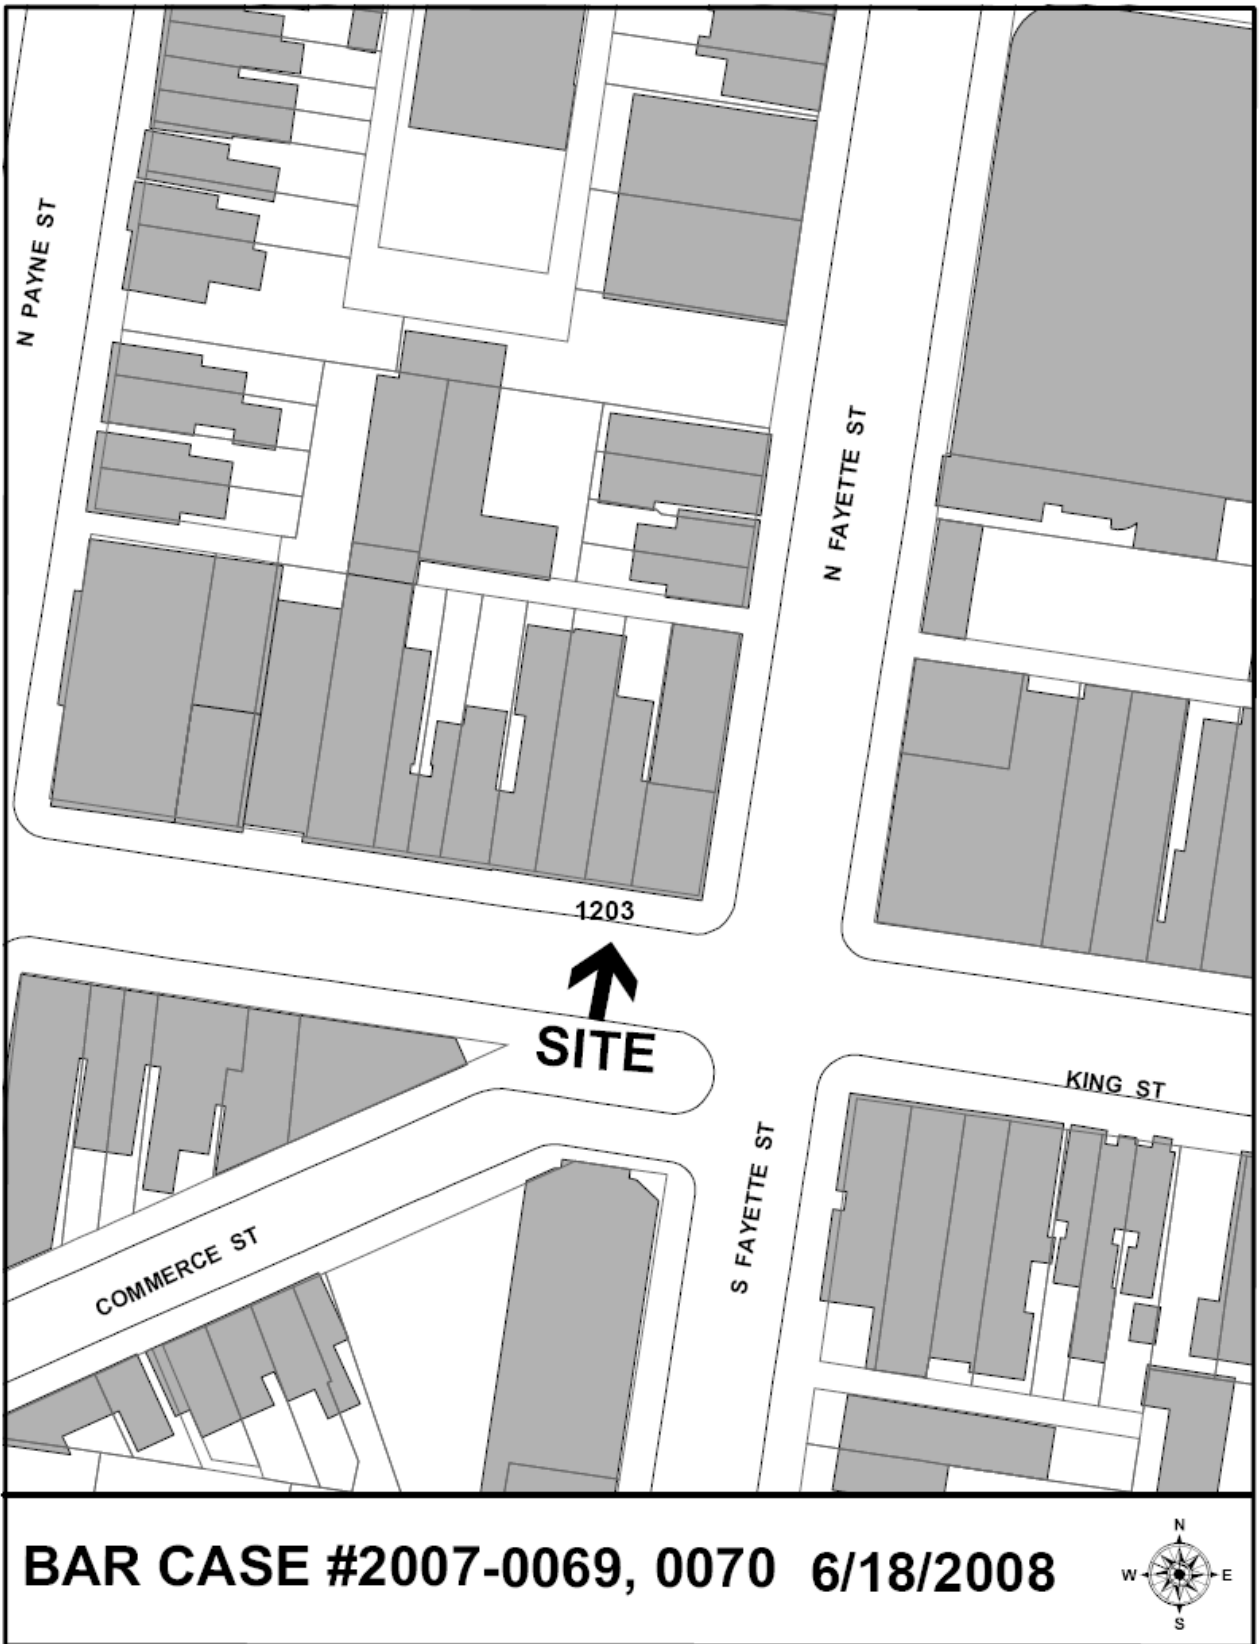 N PAYNE ST
N FAYETTE ST
1203
SITE
KING ST
S FAYETTE ST
COMMERCE ST
BAR CASE #2007-0069, 0070 6/18/2008
N
W E
S